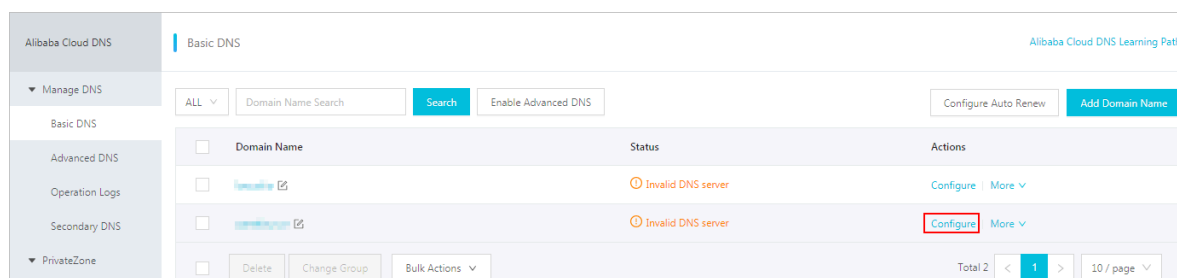 Alibaba Cloud DNS
Basic DNS
Alibaba Cloud DNS Learning Path
Manage DNS
Basic DNS
Advanced DNS
Operation Logs
Secondary DNS
PrivateZone
ALL
Domain Name Search
Search
Enable Advanced DNS
Configure Auto Renew
Add Domain Name
Domain Name Status Actions
Invalid DNS server Configure More
Invalid DNS server Configure More
Delete Change Group Bulk Actions Total 2 < 1 > 10 / page